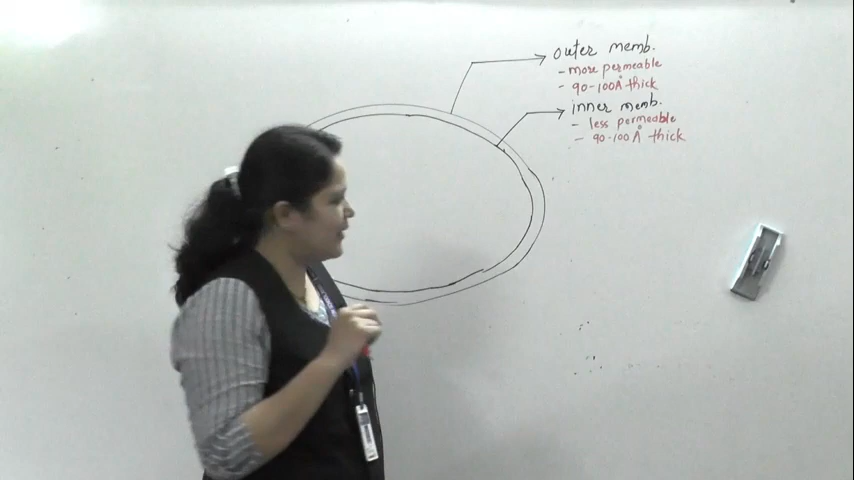 outer memb.
- more permeable
- 90-100Å thick
inner memb.
- less permeable
- 90-100Å thick